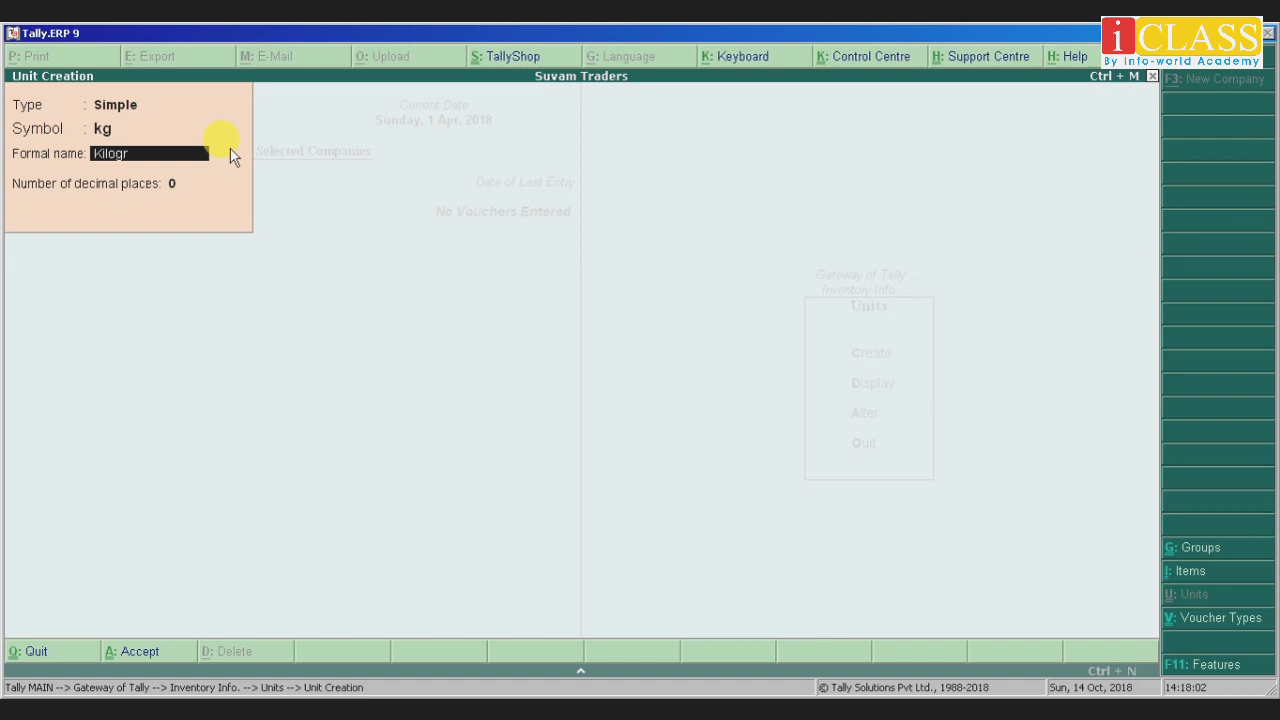 Tally.ERP 9
iCLASS
By Info-world Academy
P: Print
E: Export
M: E-Mail
O: Upload
S: TallyShop
G: Language
K: Keyboard
K: Control Centre
H: Support Centre
H: Help
Unit Creation
Suvam Traders
Ctrl + M
F3: New Company
Type : Simple
Symbol : kg
Formal name: Kilogr
Number of decimal places: 0
Current Date
Sunday, 1 Apr, 2018
Selected Companies
Date of Last Entry
No Vouchers Entered
Gateway of Tally ....
Inventory Info. ...
Units
Create
Display
Alter
Quit
G: Groups
I: Items
U: Units
V: Voucher Types
F11: Features
Q: Quit
A: Accept
D: Delete
Ctrl + N
Tally MAIN --> Gateway of Tally --> Inventory Info. --> Units --> Unit Creation
© Tally Solutions Pvt Ltd., 1988-2018
Sun, 14 Oct, 2018
14:18:02